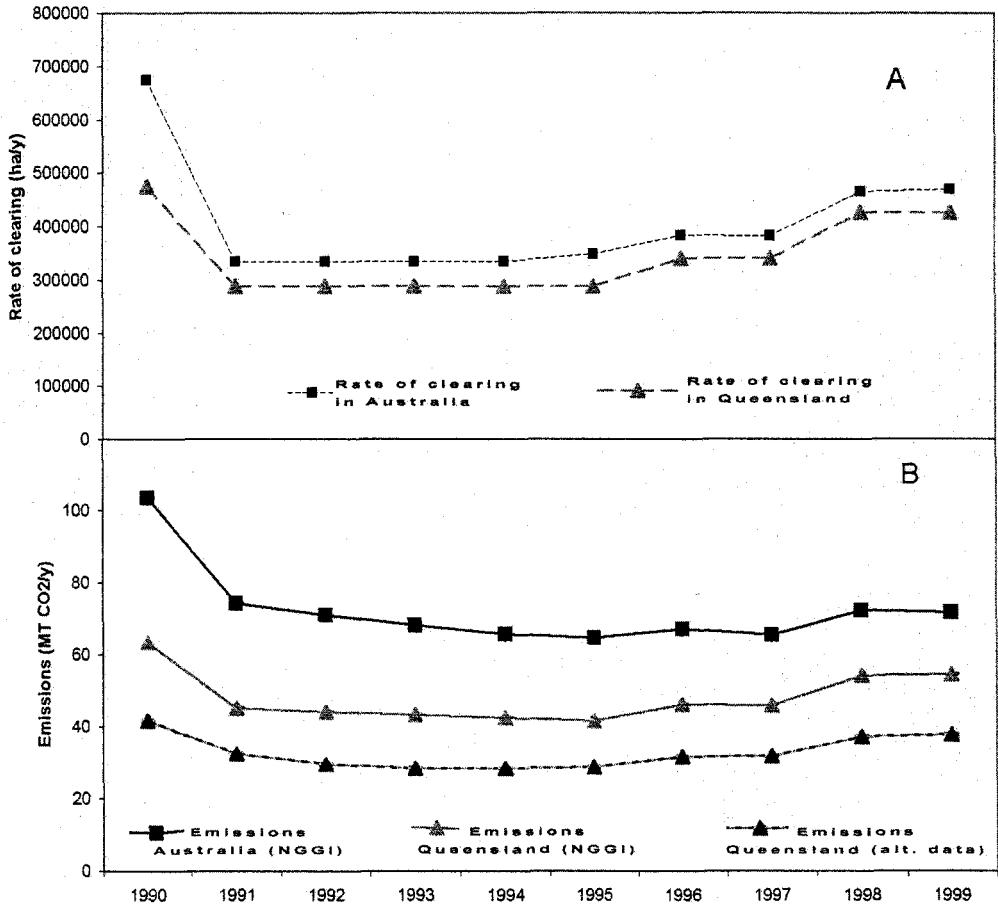 800000
700000
600000
500000
400000
300000
200000
100000
0
Rate of clearing (ha/y)
A
Rate of clearing
in Australia
Rate of clearing
in Queensland
B
100
80
60
40
20
0
Emissions (MT CO2/y)
Emissions
Australia (NGGI)
Emissions
Queensland (NGGI)
Emissions
Queensland (alt. data)
1990 1991 1992 1993 1994 1995 1996 1997 1998 1999